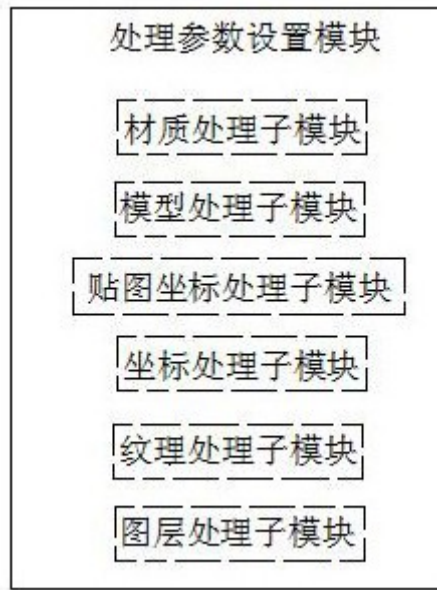 处理参数设置模块
材质处理子模块
模型处理子模块
贴图坐标处理子模块
坐标处理子模块
纹理处理子模块
图层处理子模块